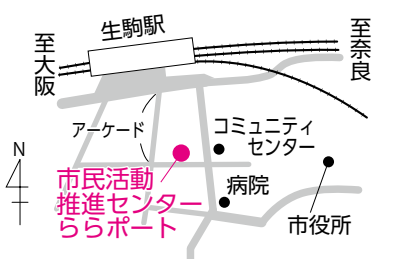 生駒駅
至大阪
至奈良
アーケード
コミュニティ
センター
N
市民活動
推進センター
ららポート
病院
市役所